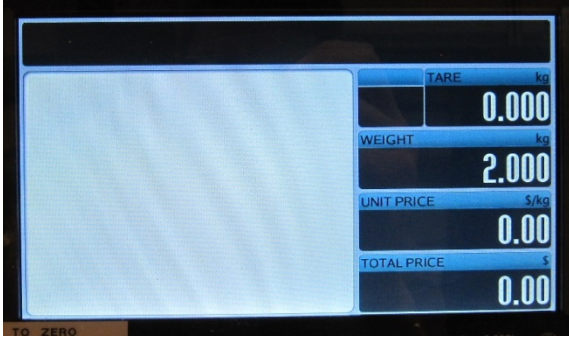 TARE kg
0.000
WEIGHT kg
2.000
UNIT PRICE $/kg
0.00
TOTAL PRICE $
0.00
TO ZERO